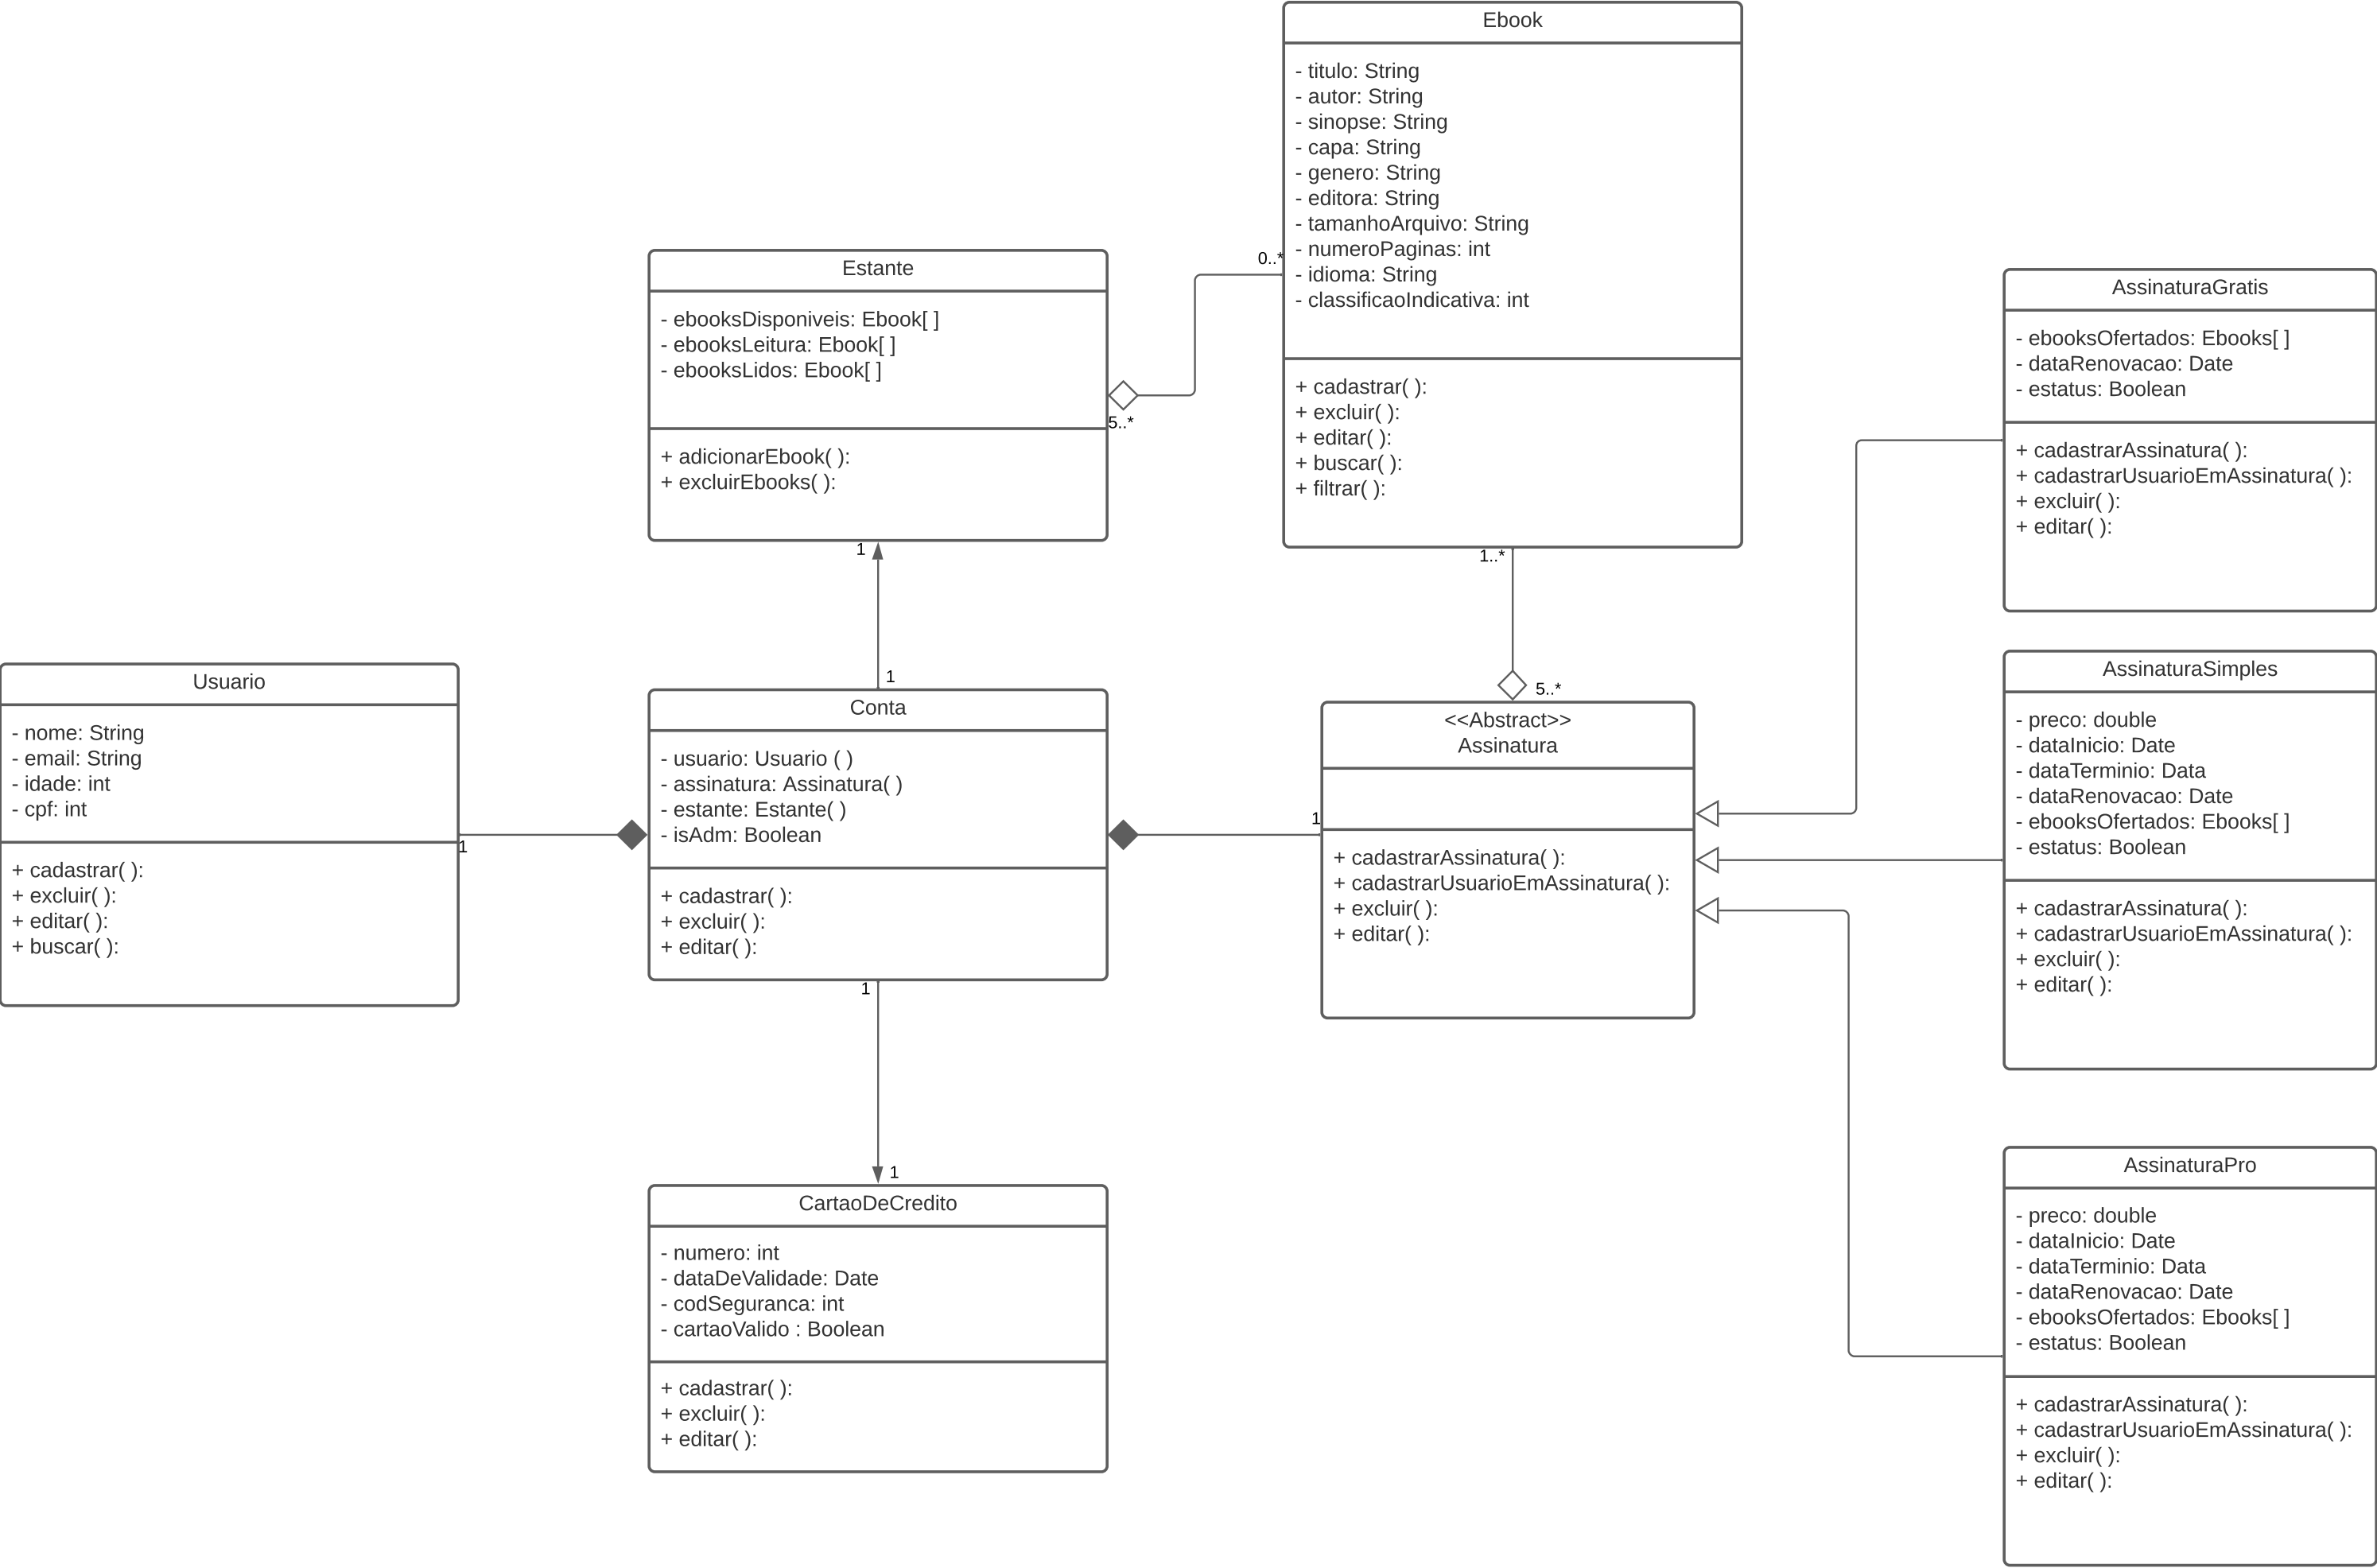 Ebook
- titulo: String
- autor: String
- sinopse: String
- capa: String
- genero: String
- editora: String
- tamanhoArquivo: String
- numeroPaginas: int
- idioma: String
- classificaoIndicativa: int
+ cadastrar( ):
+ excluir( ):
+ editar( ):
+ buscar( ):
+ filtrar( ):
0..*
1..*
Estante
- ebooksDisponiveis: Ebook[ ]
- ebooksLeitura: Ebook[ ]
- ebooksLidos: Ebook[ ]
+ adicionarEbook( ):
+ excluirEbooks( ):
5..*
1
AssinaturaGratis
- ebooksOfertados: Ebooks[ ]
- dataRenovacao: Date
- estatus: Boolean
+ cadastrarAssinatura( ):
+ cadastrarUsuarioEmAssinatura( ):
+ excluir( ):
+ editar( ):
Usuario
- nome: String
- email: String
- idade: int
- cpf: int
+ cadastrar( ):
+ excluir( ):
+ editar( ):
+ buscar( ):
1
1
Conta
- usuario: Usuario ( )
- assinatura: Assinatura( )
- estante: Estante( )
- isAdm: Boolean
+ cadastrar( ):
+ excluir( ):
+ editar( ):
1
5..*
<<Abstract>>
Assinatura
+ cadastrarAssinatura( ):
+ cadastrarUsuarioEmAssinatura( ):
+ excluir( ):
+ editar( ):
1
AssinaturaSimples
- preco: double
- dataInicio: Date
- dataTerminio: Data
- dataRenovacao: Date
- ebooksOfertados: Ebooks[ ]
- estatus: Boolean
+ cadastrarAssinatura( ):
+ cadastrarUsuarioEmAssinatura( ):
+ excluir( ):
+ editar( ):
1
CartaoDeCredito
- numero: int
- dataDeValidade: Date
- codSeguranca: int
- cartaoValido : Boolean
+ cadastrar( ):
+ excluir( ):
+ editar( ):
AssinaturaPro
- preco: double
- dataInicio: Date
- dataTerminio: Data
- dataRenovacao: Date
- ebooksOfertados: Ebooks[ ]
- estatus: Boolean
+ cadastrarAssinatura( ):
+ cadastrarUsuarioEmAssinatura( ):
+ excluir( ):
+ editar( ):